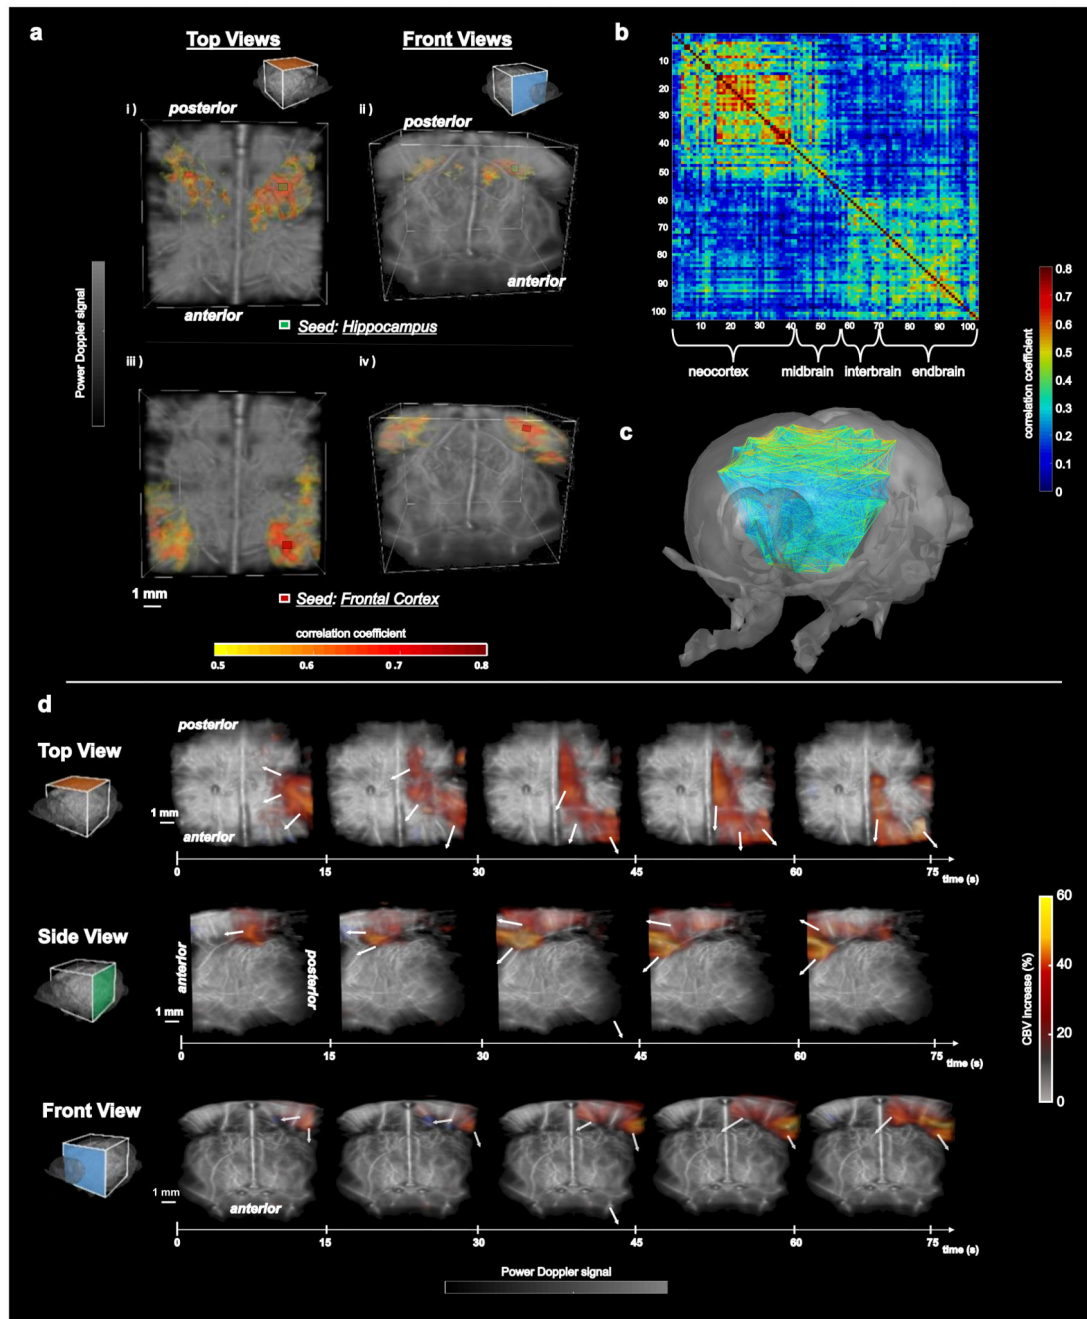 a
Top Views
Front Views
i )
posterior
ii )
posterior
anterior
anterior
Seed: Hippocampus
Power Doppler signal
iii )
iv )
1 mm
Seed: Frontal Cortex
correlation coefficient
0.5 0.6 0.7 0.8
b
10
20
30
40
50
60
70
80
90
100
10 20 30 40 50 60 70 80 90 100
neocortex midbrain interbrain endbrain
0.8
0.7
0.6
0.5
0.4
0.3
0.2
0.1
0
correlation coefficient
c
d
Top View
posterior
1 mm
anterior
0 15 30 45 60 75
time (s)
Side View
anterior
posterior
1 mm
0 15 30 45 60 75
time (s)
Front View
1 mm
anterior
0 15 30 45 60 75
time (s)
60
40
20
0
CBV increase (%)
Power Doppler signal